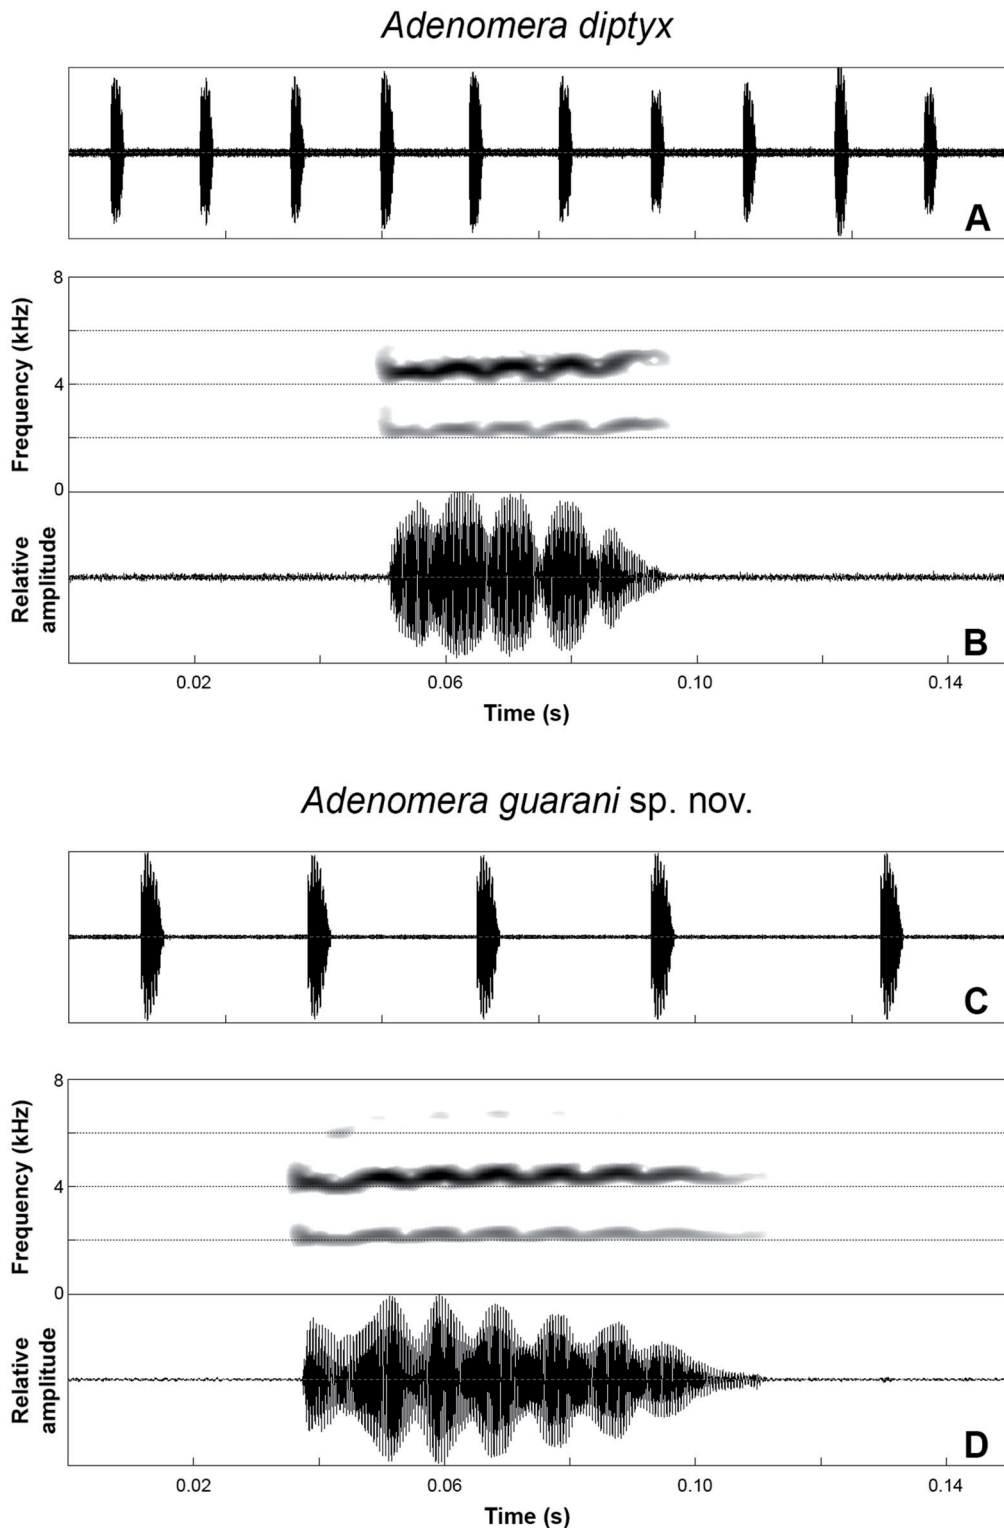 Adenomera diptyx
A
8
Frequency (kHz)
4
0
Relative
amplitude
B
0.02 0.06 0.10 0.14
Time (s)
Adenomera guarani sp. nov.
C
8
Frequency (kHz)
4
0
Relative
amplitude
D
0.02 0.06 0.10 0.14
Time (s)